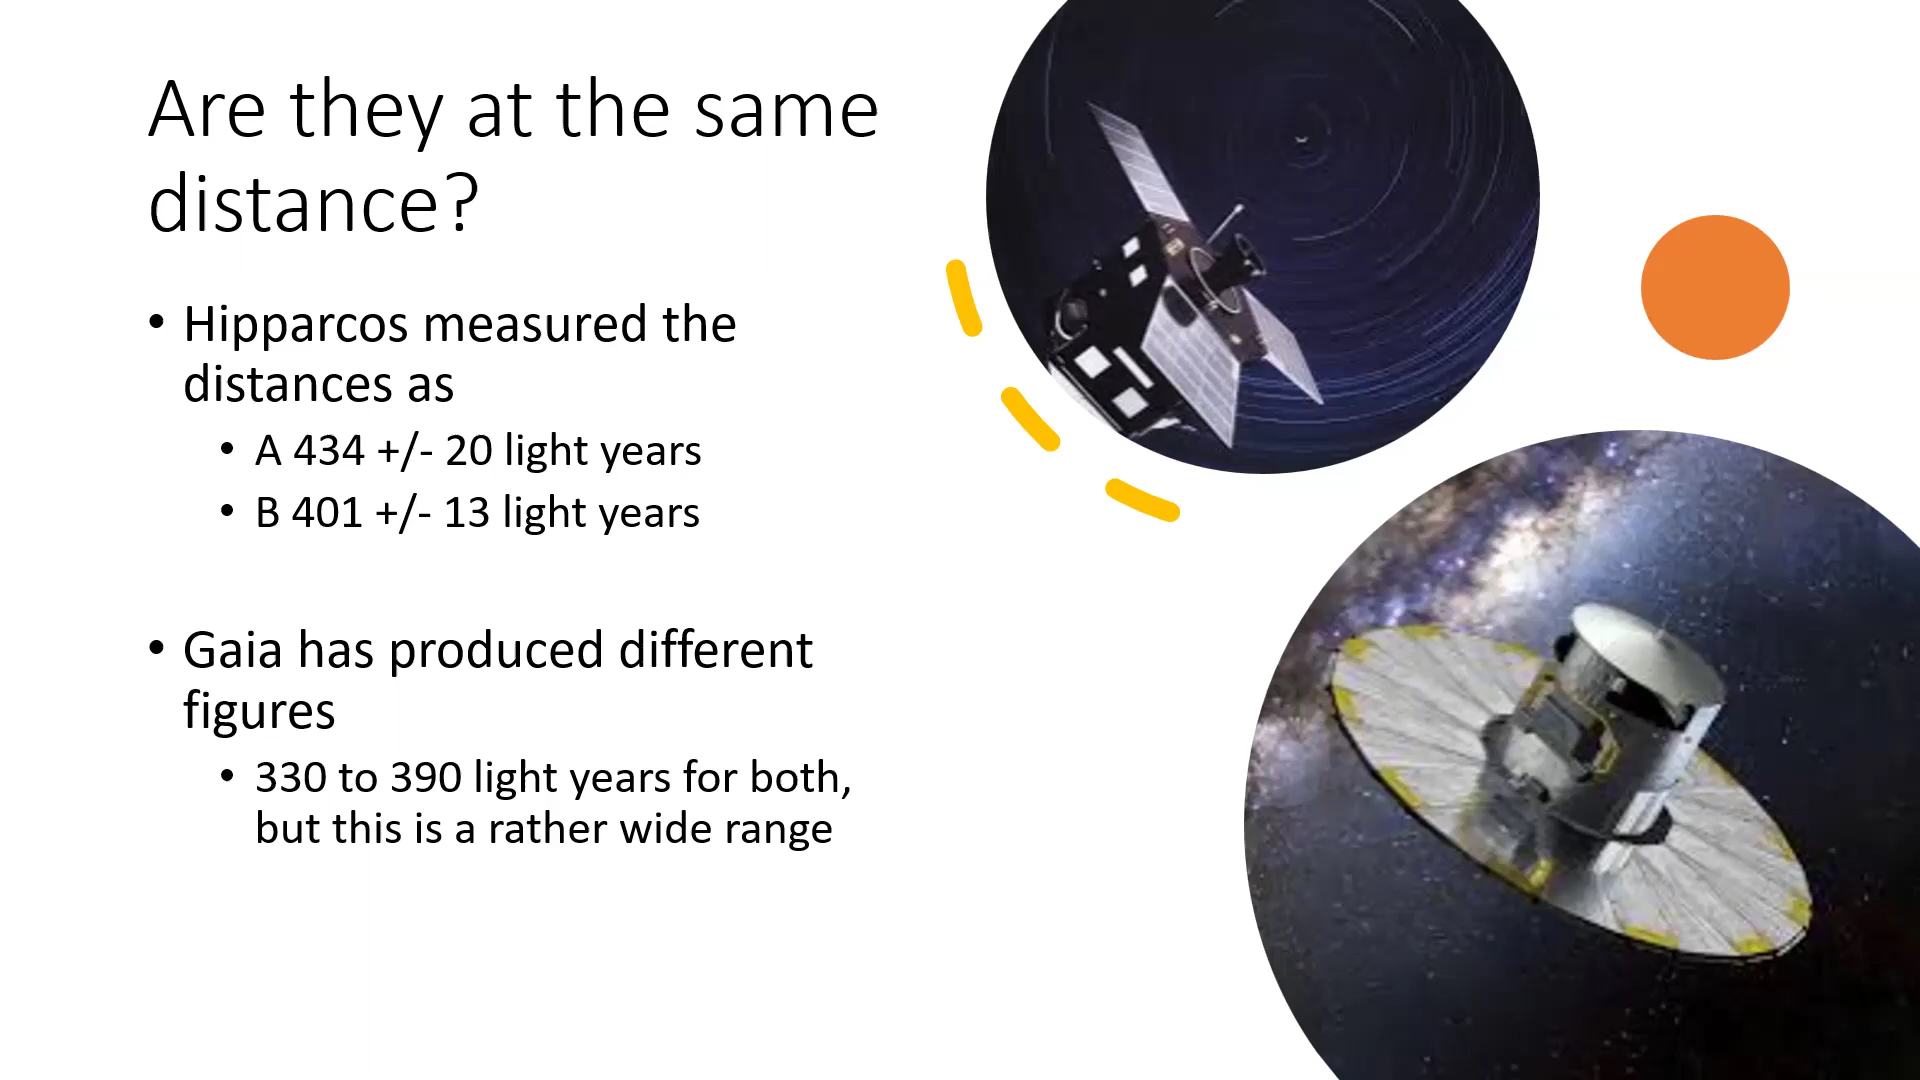 Are they at the same
distance?
• Hipparcos measured the
distances as
• A 434 +/- 20 light years
• B 401 +/- 13 light years
• Gaia has produced different
figures
• 330 to 390 light years for both,
but this is a rather wide range